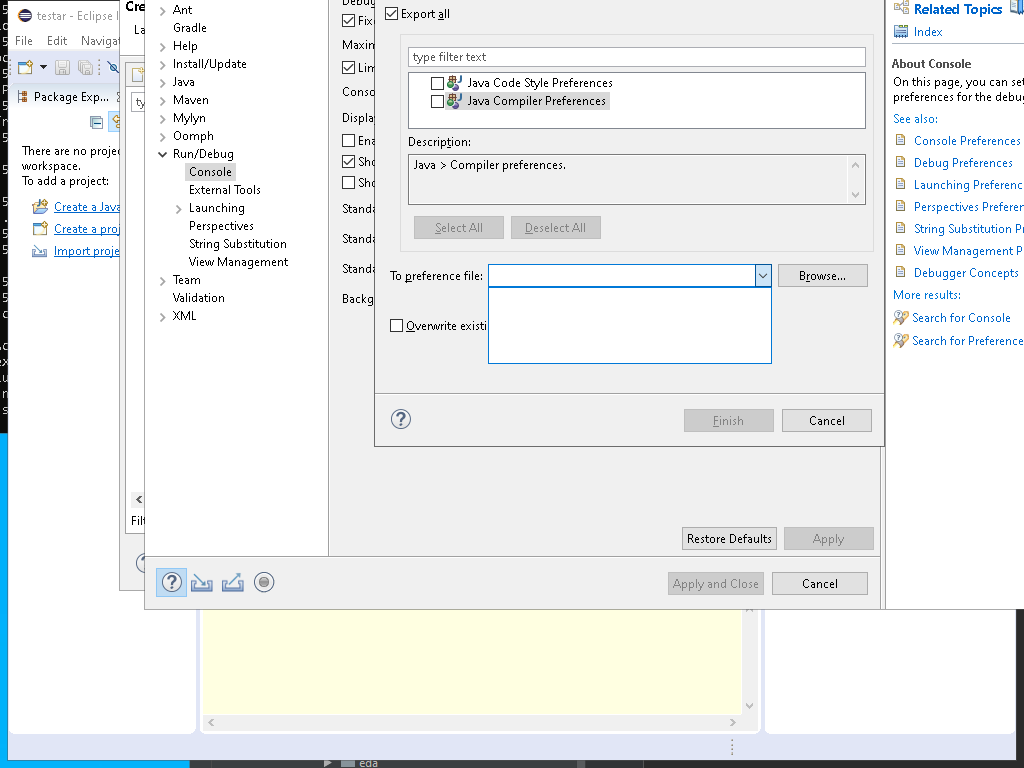 testar - Eclipse I
File Edit Navigat
Package Exp...
There are no projec
workspace.
To add a project:
Create a Java
Create a proj
Import proje
Cre
La
ty
Filt
Ant
Gradle
Help
Install/Update
Java
Maven
Mylyn
Oomph
Run/Debug
Console
External Tools
Launching
Perspectives
String Substitution
View Management
Team
Validation
XML
Debug
Fixe
Maxin
Lim
Conso
Display
Ena
Sho
Sho
Standa
Standa
Standa
Backg
Export all
type filter text
Java Code Style Preferences
Java Compiler Preferences
Description:
Java > Compiler preferences.
Select All Deselect All
To preference file: Browse...
Overwrite existi
Finish Cancel
Restore Defaults Apply
Apply and Close Cancel
Related Topics
Index
About Console
On this page, you can set
preferences for the debug
See also:
Console Preferences
Debug Preferences
Launching Preferenc
Perspectives Preferen
String Substitution Pr
View Management P
Debugger Concepts
More results:
Search for Console
Search for Preference
eda